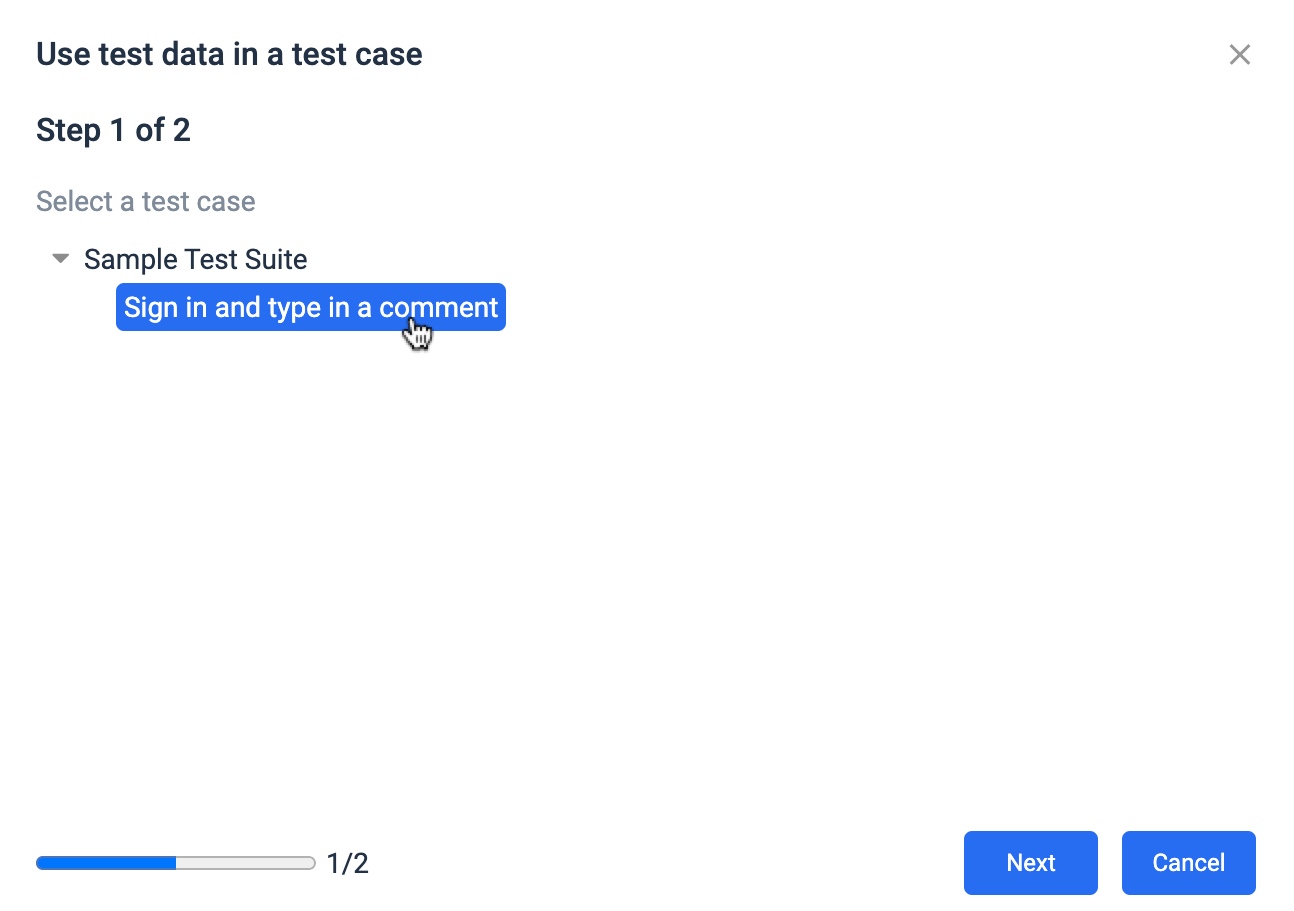 Use test data in a test case
Step 1 of 2
Select a test case
Sample Test Suite
Sign in and type in a comment
1/2
Next
Cancel